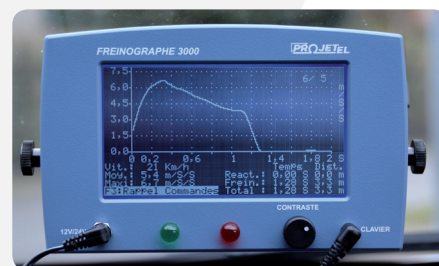 FREINOGRAPHE 3000
PROJETEL
7,5
6/ 5
6,0
4,5
3,0
1,5
0,0
m/S/S
0 0,2 0,6 1 1,4 1,8 2 S
Vit.: 21 Km/h Temps Dist.
Moy.: 5,4 m/S/S React.: 0,00 S 0,0 m
Maxi: 6,7 m/S/S Frein.: 1,28 S 3,3 m
F3:Rappel Commandes Total : 1,28 S 3,3 m
CONTRASTE
12V/24V
CLAVIER